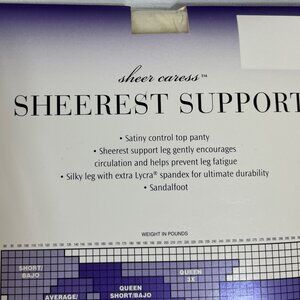 sheer caress™
SHEEREST SUPPORT
• Satiny control top panty
• Sheerest support leg gently encourages
circulation and helps prevent leg fatigue
• Silky leg with extra Lycra® spandex for ultimate durability
• Sandalfoot
WEIGHT IN POUNDS
SHORT/
BAJO
QUEEN
1X
AVERAGE/
QUEEN
SHORT/BAJO